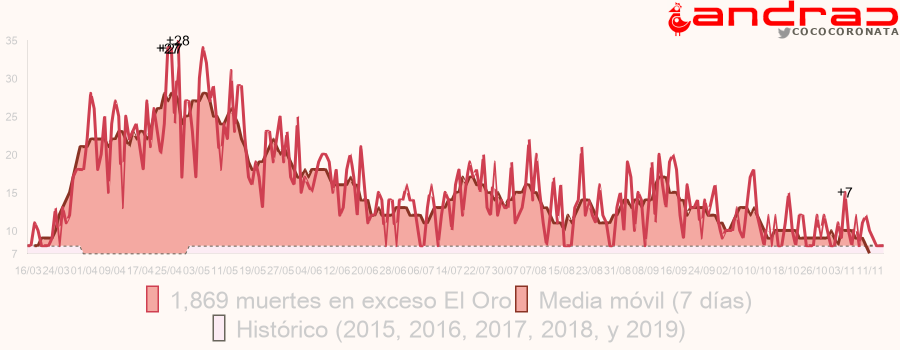 andrab
COCOCORONATA
+28
+27
35
30
25
20
15
10
7
+7
16/03 24/03 01/04 09/04 17/04 25/04 03/05 11/05 19/05 27/05 04/06 12/06 20/06 28/06 06/07 14/07 22/07 30/07 07/08 15/08 23/08 31/08 08/09 16/09 24/09 02/10 10/10 18/10 26/10 03/11 11/11
1,869 muertes en exceso El Oro Media móvil (7 días)
Histórico (2015, 2016, 2017, 2018, y 2019)